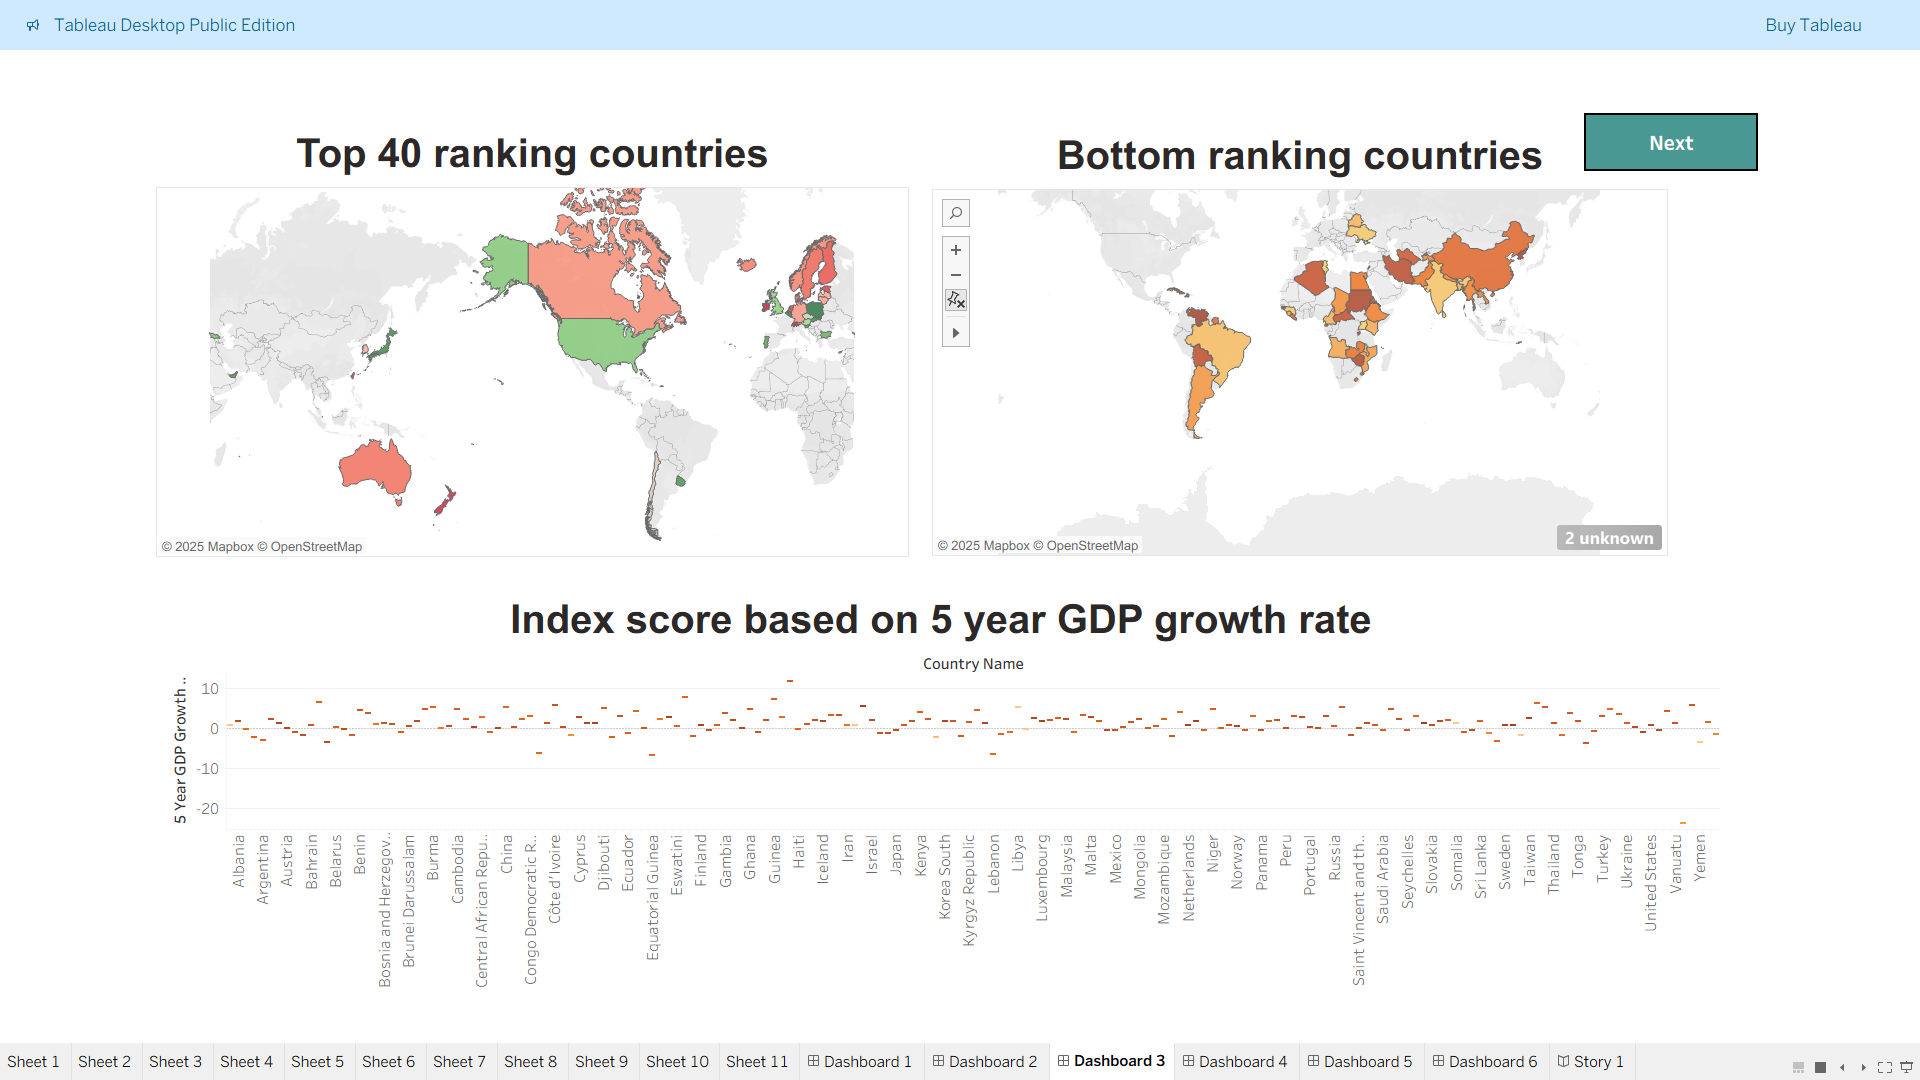 Tableau Desktop Public Edition
Buy Tableau
Top 40 ranking countries
Bottom ranking countries
Next
© 2025 Mapbox © OpenStreetMap
© 2025 Mapbox © OpenStreetMap
2 unknown
Index score based on 5 year GDP growth rate
Country Name
5 Year GDP Growth ..
10
0
-10
-20
Albania
Argentina
Austria
Bahrain
Belarus
Benin
Bosnia and Herzegov..
Brunei Darussalam
Burma
Cambodia
Central African Repu..
China
Congo Democratic R..
Côte d'Ivoire
Cyprus
Djibouti
Ecuador
Equatorial Guinea
Eswatini
Finland
Gambia
Ghana
Guinea
Haiti
Iceland
Iran
Israel
Japan
Kenya
Korea South
Kyrgyz Republic
Lebanon
Libya
Luxembourg
Malaysia
Malta
Mexico
Mongolia
Mozambique
Netherlands
Niger
Norway
Panama
Peru
Portugal
Russia
Saint Vincent and th..
Saudi Arabia
Seychelles
Slovakia
Somalia
Sri Lanka
Sweden
Taiwan
Thailand
Tonga
Turkey
Ukraine
United States
Vanuatu
Yemen
Sheet 1
Sheet 2
Sheet 3
Sheet 4
Sheet 5
Sheet 6
Sheet 7
Sheet 8
Sheet 9
Sheet 10
Sheet 11
Dashboard 1
Dashboard 2
Dashboard 3
Dashboard 4
Dashboard 5
Dashboard 6
Story 1